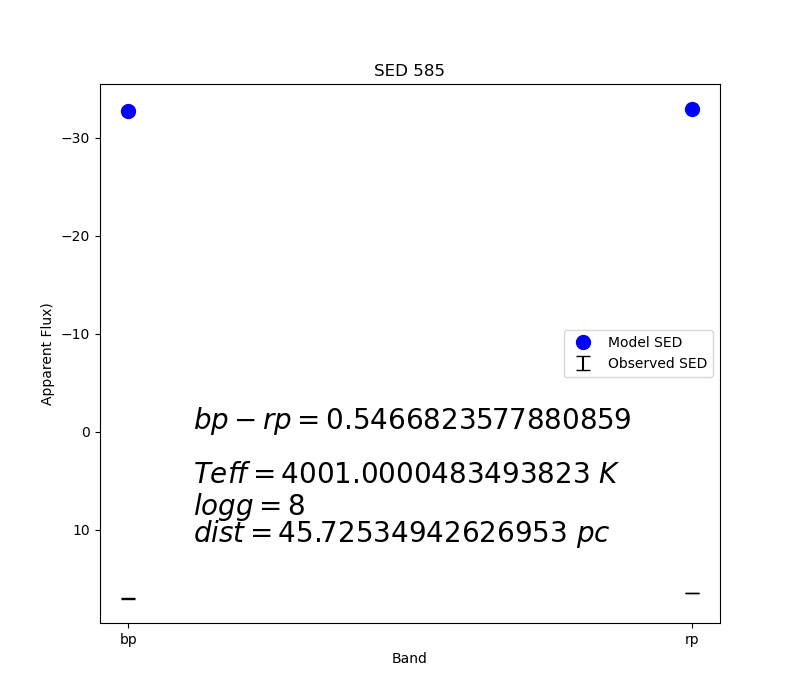 SED 585
Apparent Flux)
−30
−20
−10
0
10
Model SED
Observed SED
bp − rp = 0.5466823577880859
Teff = 4001.0000483493823 K
logg = 8
dist = 45.72534942626953 pc
bp
rp
Band